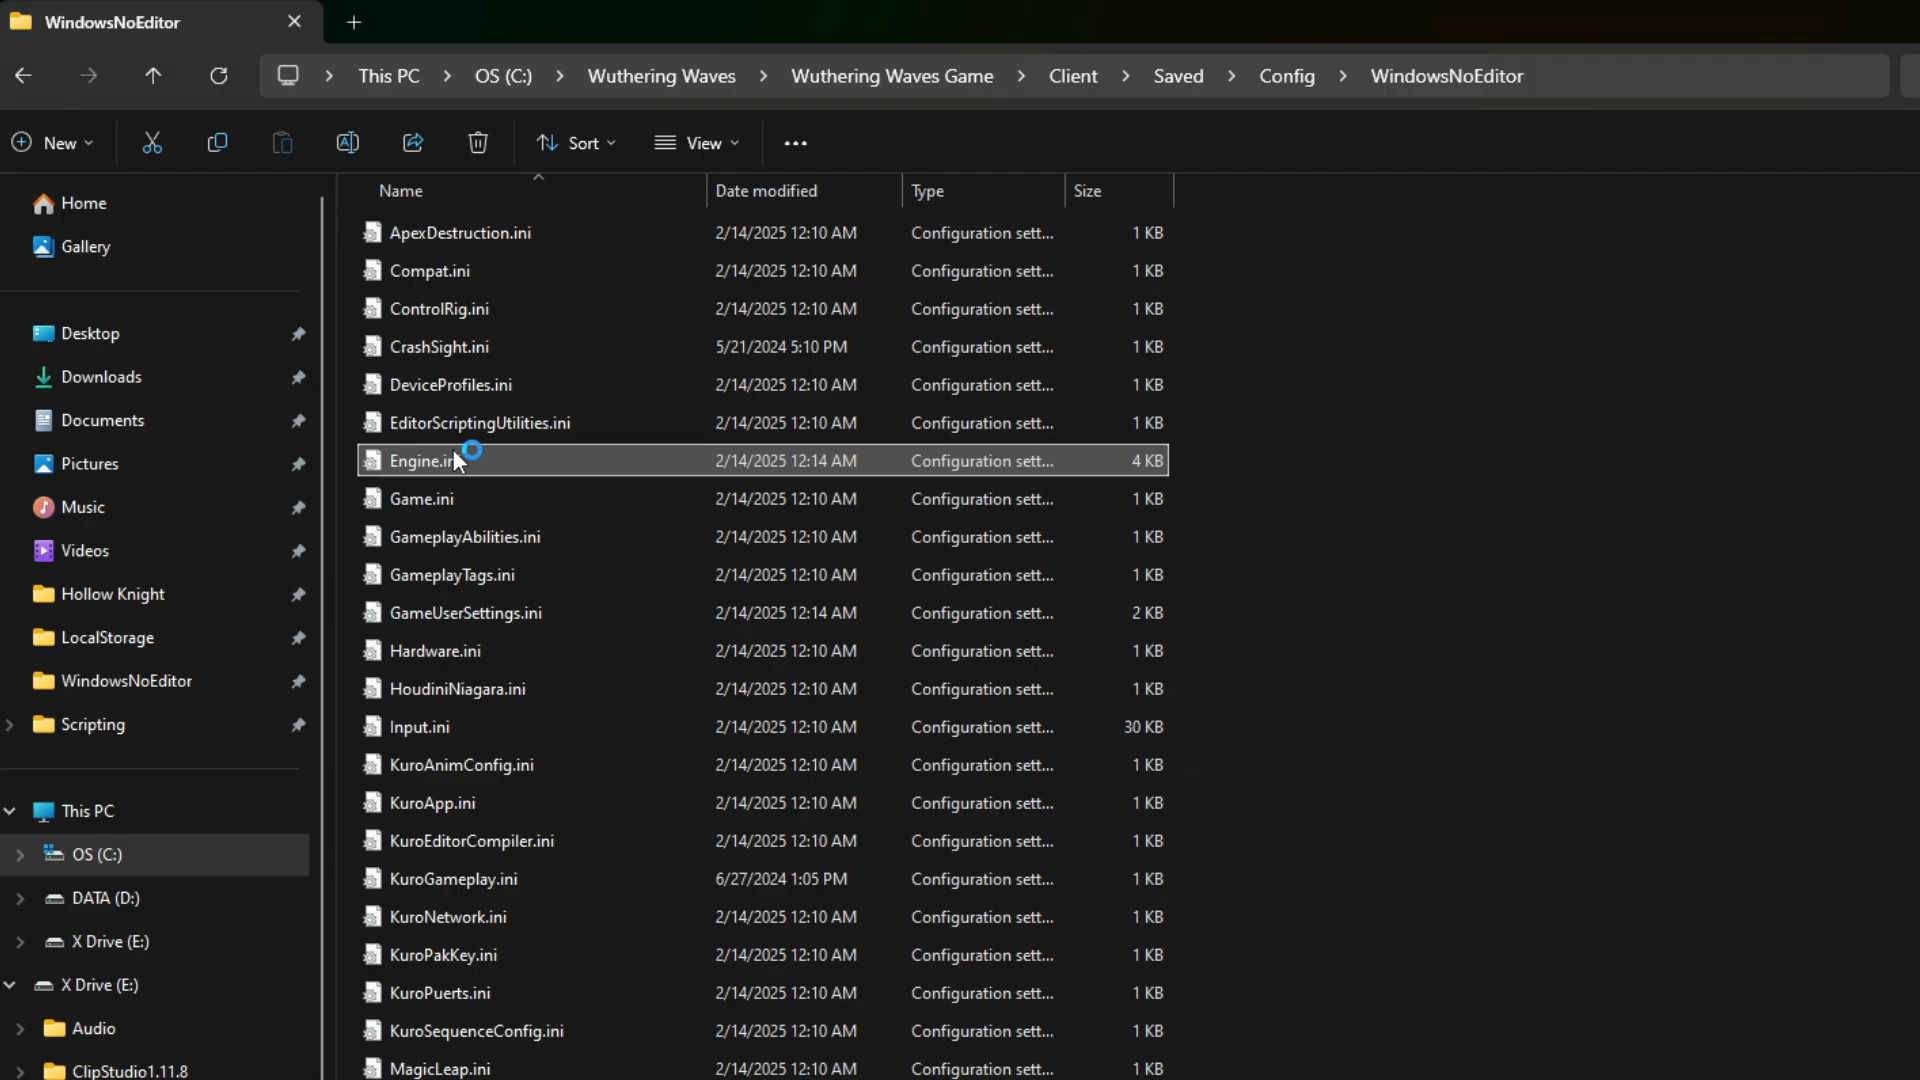 WindowsNoEditor
This PC > OS (C:) > Wuthering Waves > Wuthering Waves Game > Client > Saved > Config > WindowsNoEditor
New Sort View
Name Date modified Type Size
Home
Gallery
Desktop
Downloads
Documents
Pictures
Music
Videos
Hollow Knight
LocalStorage
WindowsNoEditor
Scripting
This PC
OS (C:)
DATA (D:)
X Drive (E:)
X Drive (E:)
Audio
ClipStudio1.11.8
ApexDestruction.ini 2/14/2025 12:10 AM Configuration sett... 1 KB
Compat.ini 2/14/2025 12:10 AM Configuration sett... 1 KB
ControlRig.ini 2/14/2025 12:10 AM Configuration sett... 1 KB
CrashSight.ini 5/21/2024 5:10 PM Configuration sett... 1 KB
DeviceProfiles.ini 2/14/2025 12:10 AM Configuration sett... 1 KB
EditorScriptingUtilities.ini 2/14/2025 12:10 AM Configuration sett... 1 KB
Engine.ini 2/14/2025 12:14 AM Configuration sett... 4 KB
Game.ini 2/14/2025 12:10 AM Configuration sett... 1 KB
GameplayAbilities.ini 2/14/2025 12:10 AM Configuration sett... 1 KB
GameplayTags.ini 2/14/2025 12:10 AM Configuration sett... 1 KB
GameUserSettings.ini 2/14/2025 12:14 AM Configuration sett... 2 KB
Hardware.ini 2/14/2025 12:10 AM Configuration sett... 1 KB
HoudiniNiagara.ini 2/14/2025 12:10 AM Configuration sett... 1 KB
Input.ini 2/14/2025 12:10 AM Configuration sett... 30 KB
KuroAnimConfig.ini 2/14/2025 12:10 AM Configuration sett... 1 KB
KuroApp.ini 2/14/2025 12:10 AM Configuration sett... 1 KB
KuroEditorCompiler.ini 2/14/2025 12:10 AM Configuration sett... 1 KB
KuroGameplay.ini 6/27/2024 1:05 PM Configuration sett... 1 KB
KuroNetwork.ini 2/14/2025 12:10 AM Configuration sett... 1 KB
KuroPakKey.ini 2/14/2025 12:10 AM Configuration sett... 1 KB
KuroPuerts.ini 2/14/2025 12:10 AM Configuration sett... 1 KB
KuroSequenceConfig.ini 2/14/2025 12:10 AM Configuration sett... 1 KB
MagicLeap.ini 2/14/2025 12:10 AM Configuration sett... 1 KB